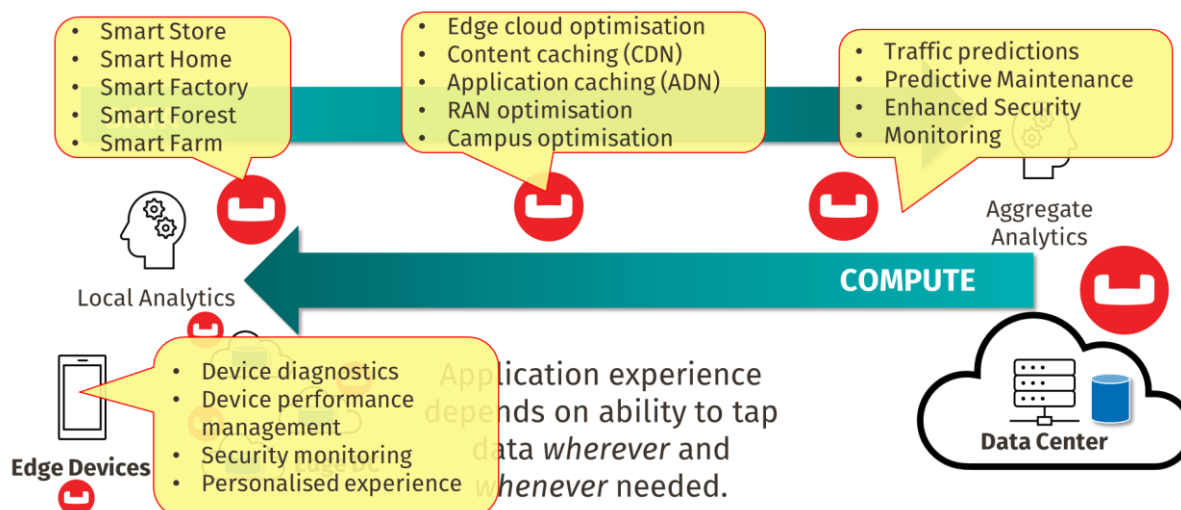 • Smart Store
• Smart Home
• Smart Factory
• Smart Forest
• Smart Farm
• Edge cloud optimisation
• Content caching (CDN)
• Application caching (ADN)
• RAN optimisation
• Campus optimisation
• Traffic predictions
• Predictive Maintenance
• Enhanced Security
• Monitoring
Aggregate
Analytics
COMPUTE
Local Analytics
• Device diagnostics
• Device performance
management
• Security monitoring
• Personalised experience
Application experience
depends on ability to tap
data wherever and
whenever needed.
Edge DC
Edge Devices
Data Center